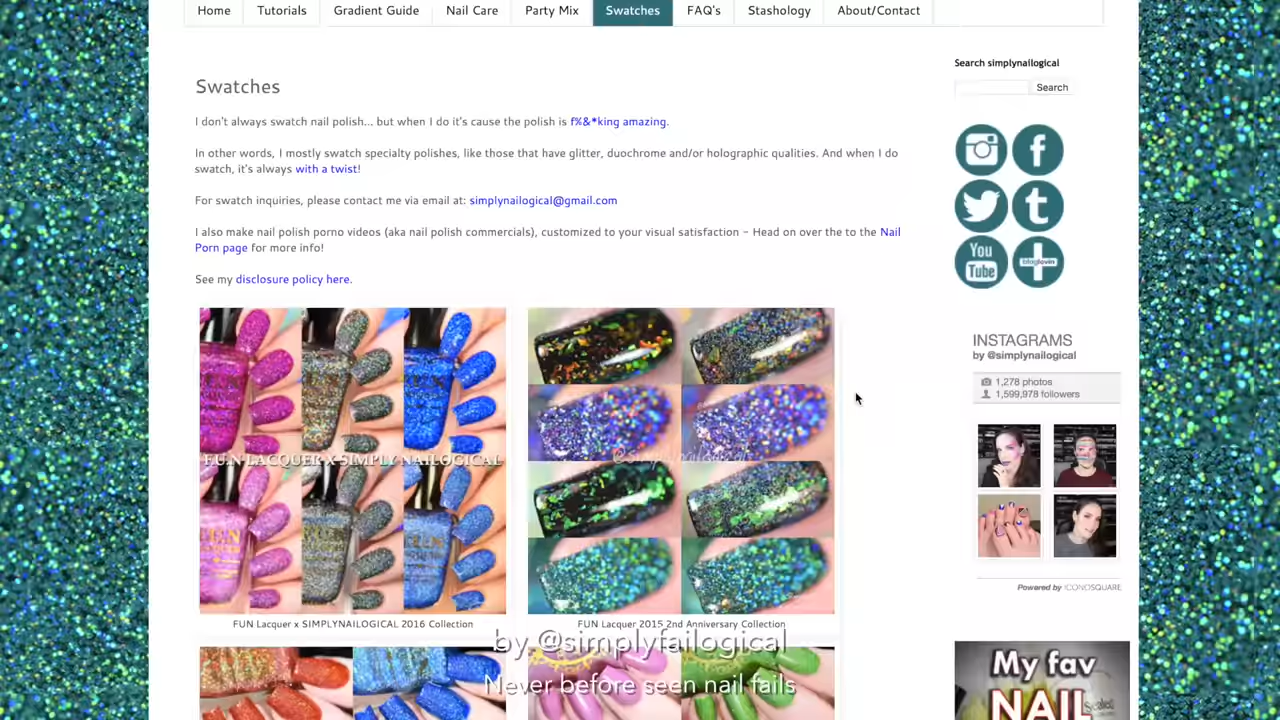 Home Tutorials Gradient Guide Nail Care Party Mix Swatches FAQ's Stashology About/Contact
Search simplynailogical
Search
Swatches
I don't always swatch nail polish... but when I do it's cause the polish is f%&*king amazing.
In other words, I mostly swatch specialty polishes, like those that have glitter, duochrome and/or holographic qualities. And when I do
swatch, it's always with a twist!
For swatch inquiries, please contact me via email at: simplynailogical@gmail.com
I also make nail polish porno videos (aka nail polish commercials), customized to your visual satisfaction - Head on over the to the Nail
Porn page for more info!
See my disclosure policy here.
You
Tube
bloglovin
INSTAGRAMS
by @simplynailogical
1,278 photos
1,599,978 followers
Powered by ICONOSQUARE
F.U.N LACQUER X SIMPLY NAILOGICAL
@simplynailogical
FUN Lacquer x SIMPLYNAILOGICAL 2016 Collection
FUN Lacquer 2015 2nd Anniversary Collection
by @simplyfailogical
Never before seen nail fails
My fav
NAIL